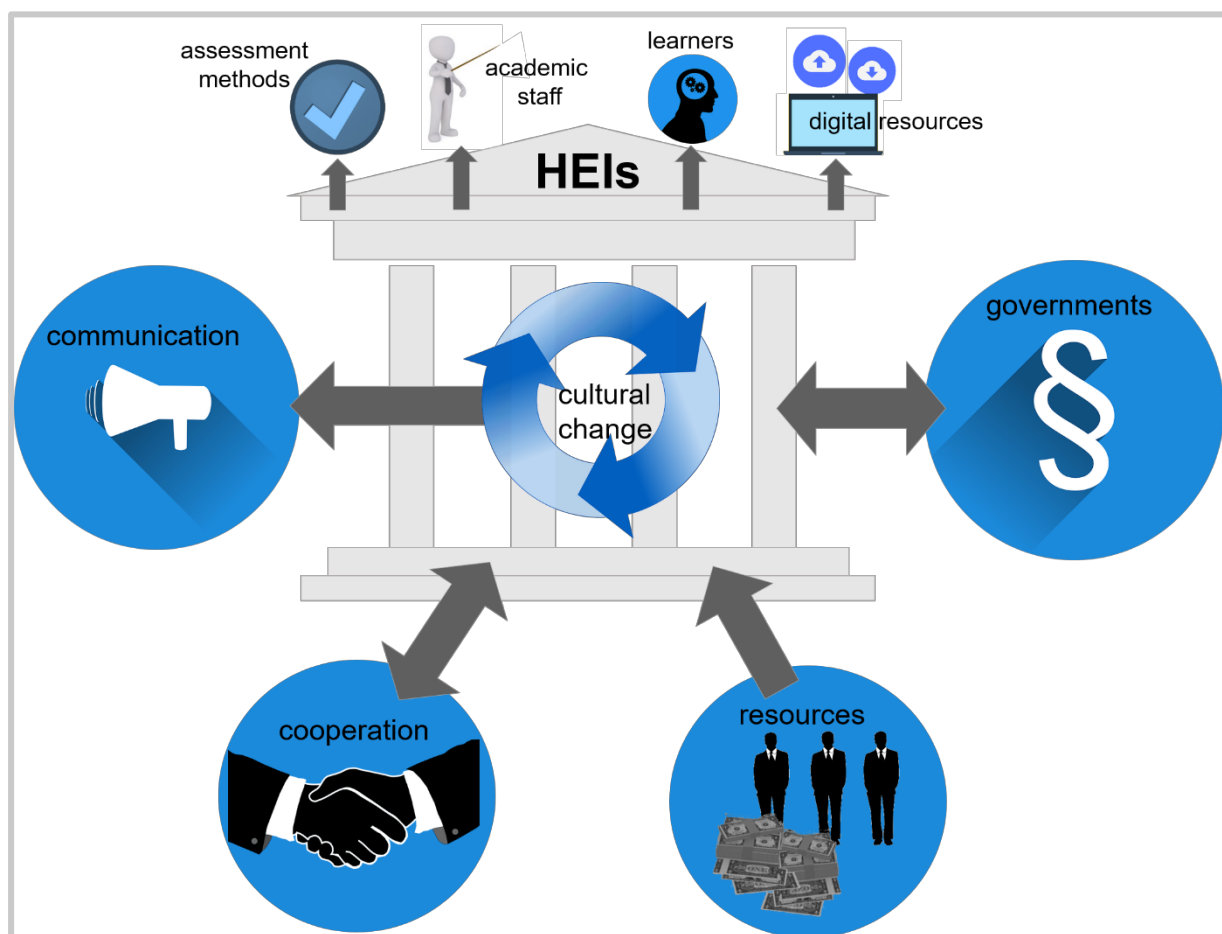 assessment
methods
academic
staff
learners
digital resources
HEIs
communication
governments
cultural
change
cooperation
resources